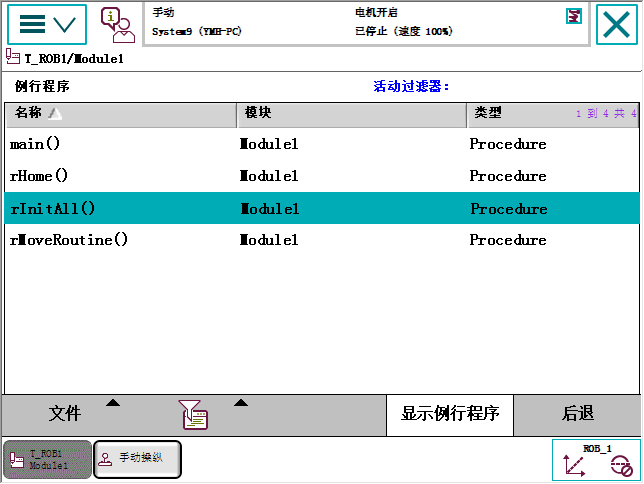 手动
System9 (YMH-PC)
电机开启
已停止 (速度 100%)
T_ROB1/Module1
例行程序
活动过滤器:
名称 模块 类型 1 到 4 共 4
main() Module1 Procedure
rHome() Module1 Procedure
rInitAll() Module1 Procedure
rMoveRoutine() Module1 Procedure
文件 显示例行程序 后退
T_ROB1
Module1
手动操纵
ROB_1